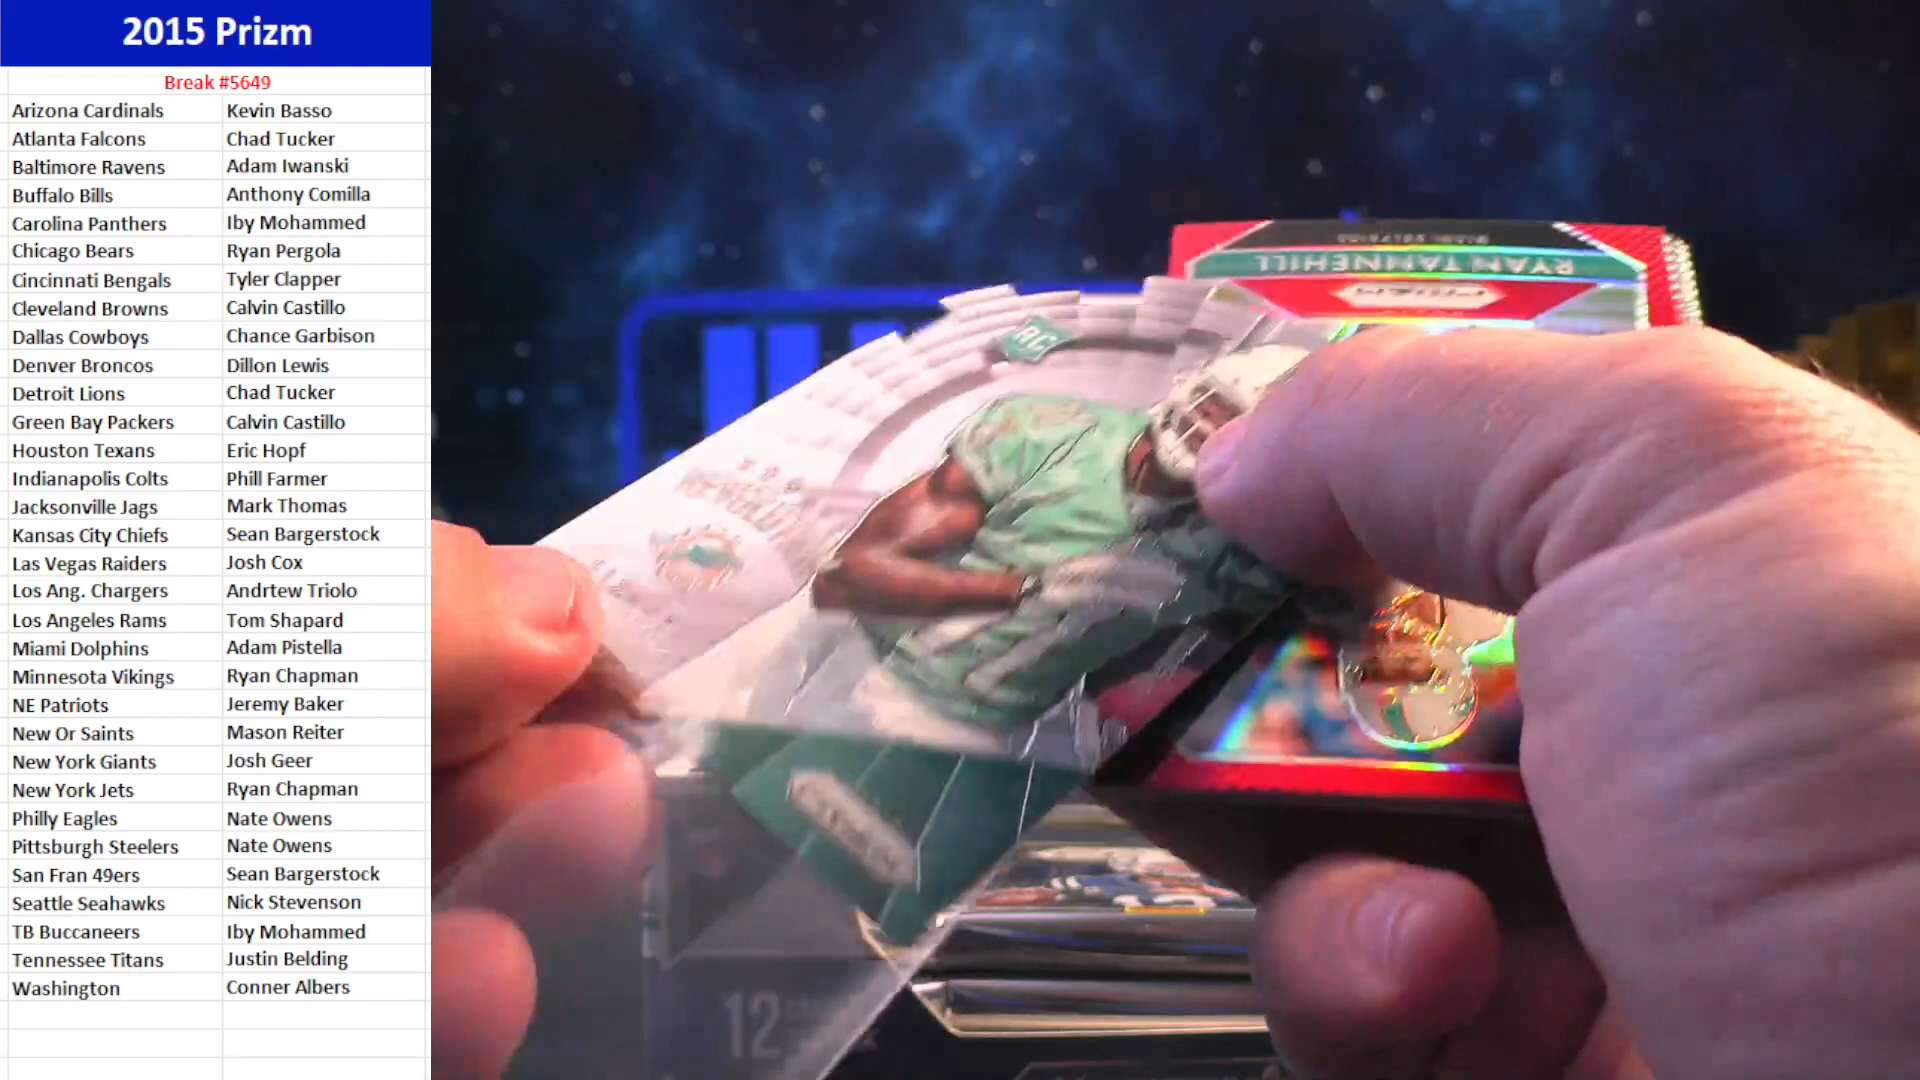 2015 Prizm
Break #5649
Arizona Cardinals Kevin Basso
Atlanta Falcons Chad Tucker
Baltimore Ravens Adam Iwanski
Buffalo Bills Anthony Comilla
Carolina Panthers Iby Mohammed
Chicago Bears Ryan Pergola
Cincinnati Bengals Tyler Clapper
Cleveland Browns Calvin Castillo
Dallas Cowboys Chance Garbison
Denver Broncos Dillon Lewis
Detroit Lions Chad Tucker
Green Bay Packers Calvin Castillo
Houston Texans Eric Hopf
Indianapolis Colts Phill Farmer
Jacksonville Jags Mark Thomas
Kansas City Chiefs Sean Bargerstock
Las Vegas Raiders Josh Cox
Los Ang. Chargers Andrtew Triolo
Los Angeles Rams Tom Shapard
Miami Dolphins Adam Pistella
Minnesota Vikings Ryan Chapman
NE Patriots Jeremy Baker
New Or Saints Mason Reiter
New York Giants Josh Geer
New York Jets Ryan Chapman
Philly Eagles Nate Owens
Pittsburgh Steelers Nate Owens
San Fran 49ers Sean Bargerstock
Seattle Seahawks Nick Stevenson
TB Buccaneers Iby Mohammed
Tennessee Titans Justin Belding
Washington Conner Albers
MIAMI DOLPHINS
RYAN TANNEHILL
PRIZM
RC
12